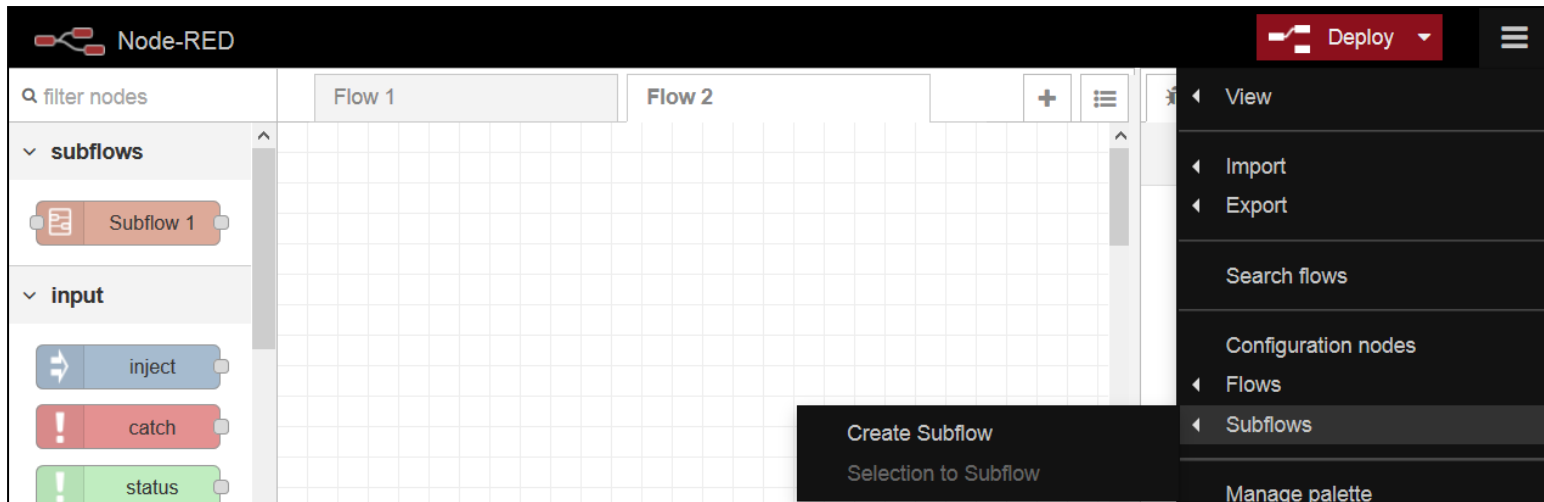 Node-RED
Deploy
filter nodes
Flow 1
Flow 2
View
subflows
Import
Export
Subflow 1
Search flows
input
Configuration nodes
inject
Flows
catch
Create Subflow
Subflows
Selection to Subflow
status
Manage palette